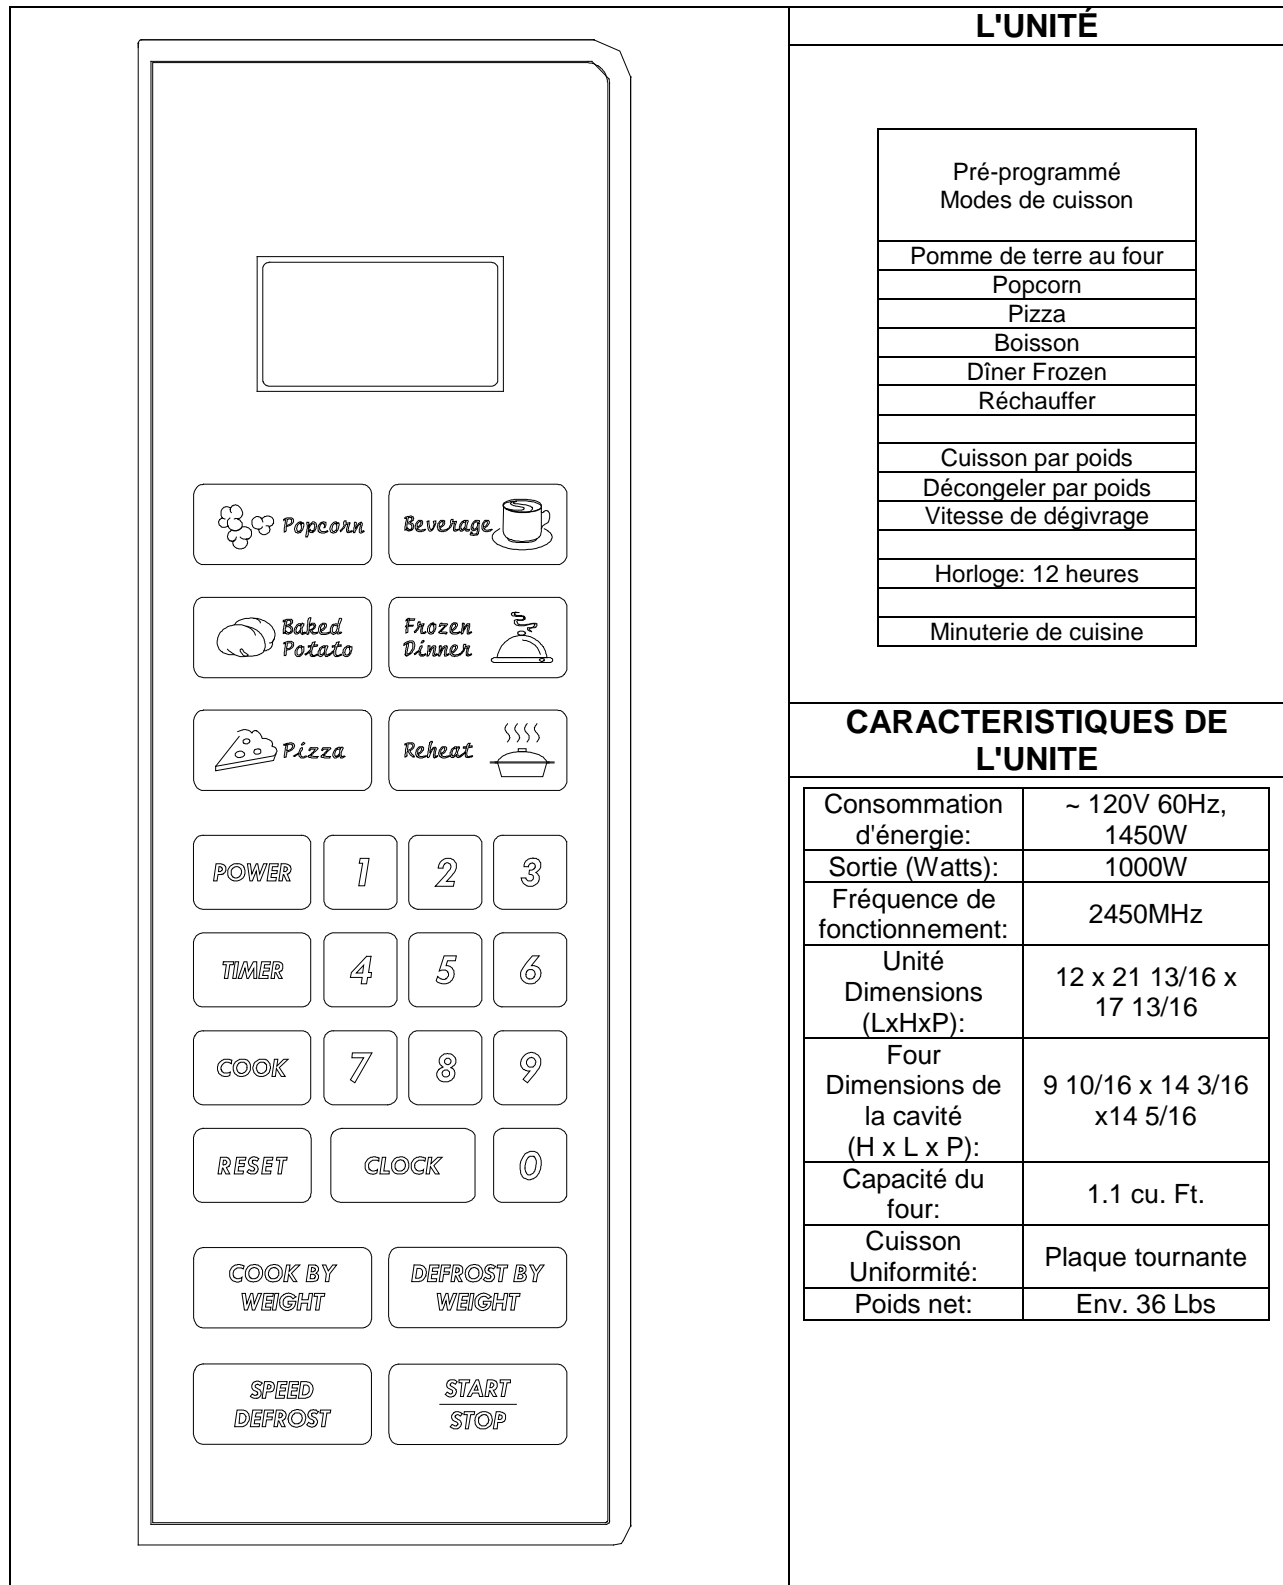 Popcorn
Beverage
Baked
Potato
Frozen
Dinner
Pizza
Reheat
POWER
1
2
3
TIMER
4
5
6
COOK
7
8
9
RESET
CLOCK
0
COOK BY
WEIGHT
DEFROST BY
WEIGHT
SPEED
DEFROST
START
STOP
L'UNITÉ
Pré-programmé
Modes de cuisson
Pomme de terre au four
Popcorn
Pizza
Boisson
Dîner Frozen
Réchauffer
Cuisson par poids
Décongeler par poids
Vitesse de dégivrage
Horloge: 12 heures
Minuterie de cuisine
CARACTERISTIQUES DE
L'UNITE
Consommation
d'énergie:
~ 120V 60Hz,
1450W
Sortie (Watts):
1000W
Fréquence de
fonctionnement:
2450MHz
Unité
Dimensions
(LxHxP):
12 x 21 13/16 x
17 13/16
Four
Dimensions de
la cavité
(H x L x P):
9 10/16 x 14 3/16
x14 5/16
Capacité du
four:
1.1 cu. Ft.
Cuisson
Uniformité:
Plaque tournante
Poids net:
Env. 36 Lbs